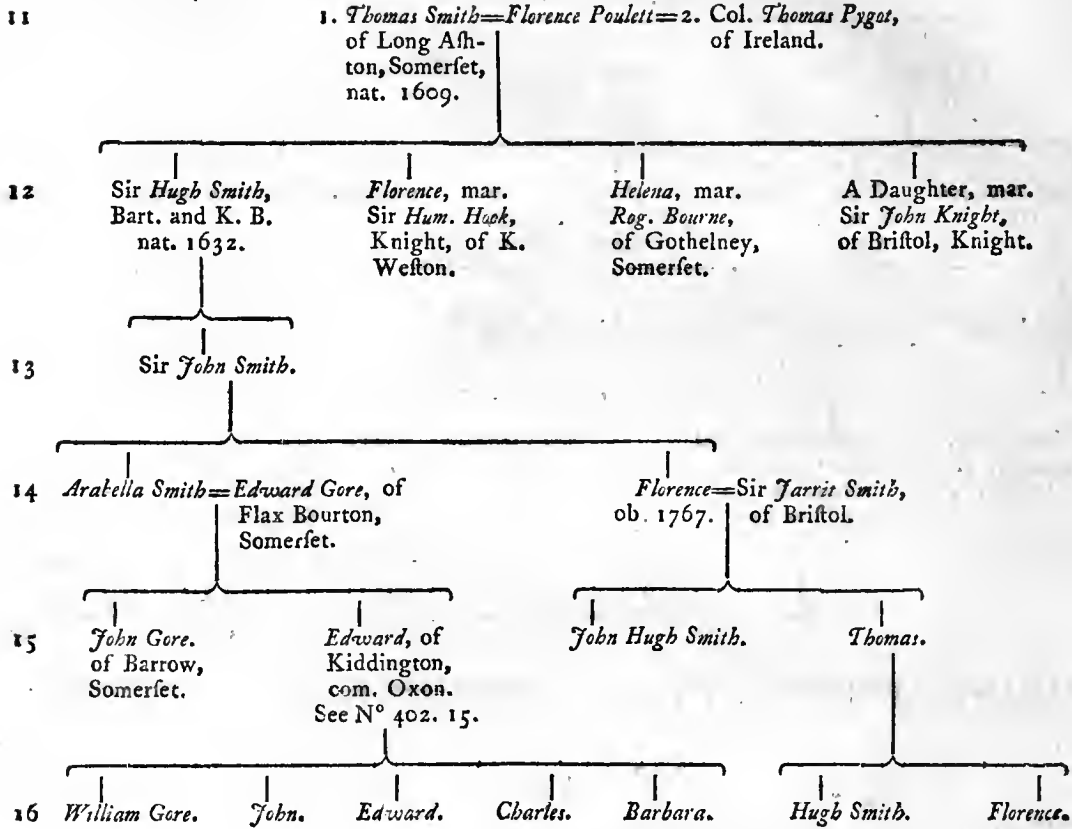 11 1. Thomas Smith=Florence Poulett=2. Col. Thomas Pygot,
of Long Aſh- of Ireland.
ton, Somerſet,
nat. 1609.
12 Sir Hugh Smith, Florence, mar. Helena, mar. A Daughter, mar.
Bart. and K. B. Sir Hum. Hook, Rog. Bourne, Sir John Knight,
nat. 1632. Knight, of K. of Gothelney, of Briſtol, Knight.
Weſton. Somerſet.
13 Sir John Smith.
14 Arabella Smith=Edward Gore, of Florence=Sir Jarrit Smith,
Flax Bourton, ob. 1767. of Briſtol.
Somerſet.
15 John Gore. Edward, of John Hugh Smith. Thomas.
of Barrow, Kiddington,
Somerſet. com. Oxon.
See N° 402. 15.
16 William Gore. John. Edward. Charles. Barbara. Hugh Smith. Florence.